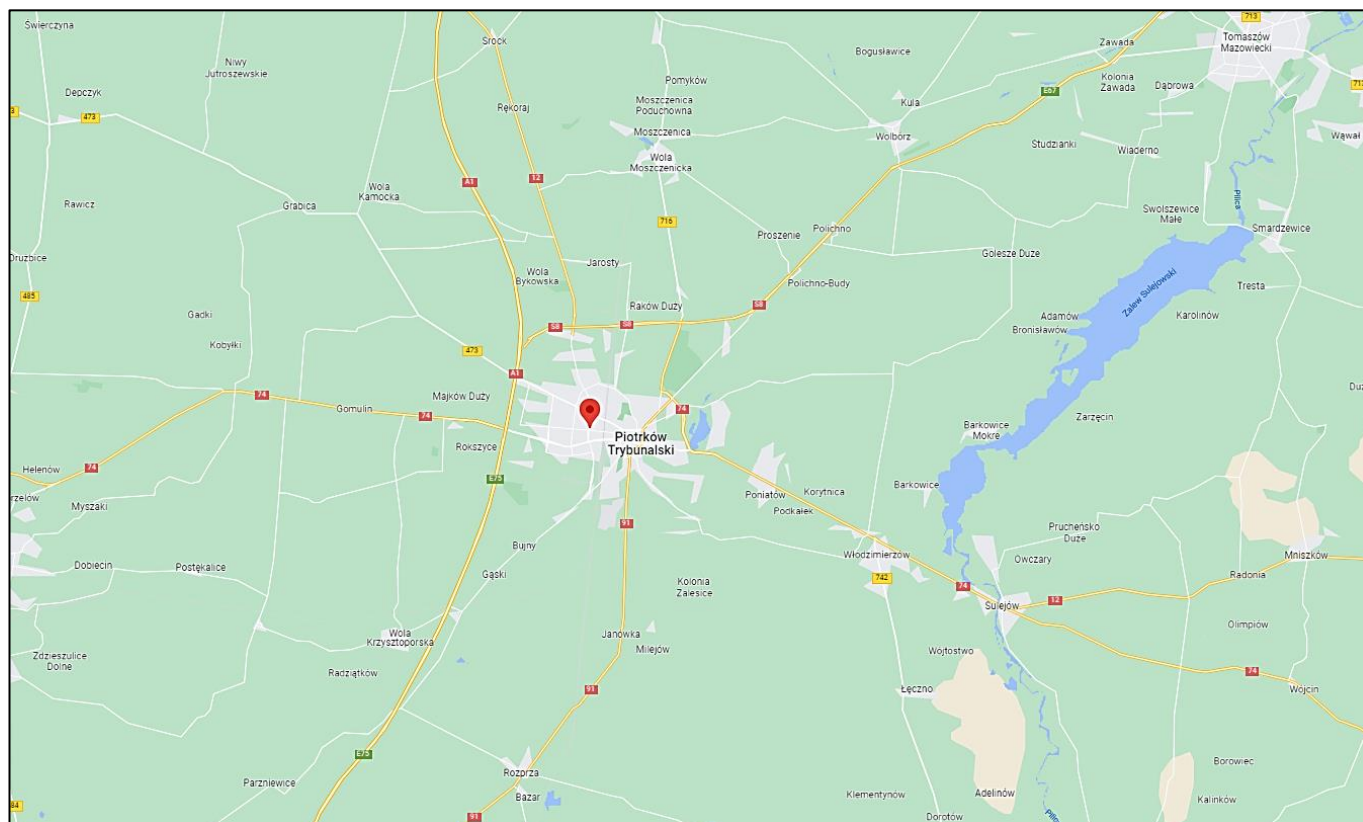 Świerczyna
Srock
713
Tomaszów
Mazowiecki
Niwy
Jutroszewskie
Bogusławice
Zawada
Pomyków
Kolonia
Zawada
Dąbrowa
Depczyk
473
Rękoraj
Moszczenica
Poduchowna
Kula
E67
Moszczenica
Wolbórz
Studzianki
Wiaderno
Wąwał
Wola
Moszczenicka
Wola
Kamocka
A1
12
Rawicz
Grabica
716
Swolszewice
Małe
Pilica
Smardzewice
Proszenie
Polichno
Drużbice
Golesze Duże
485
Wola
Bykowska
Jarosty
Polichno-Budy
Zalew Sulejowski
Tresta
Gadki
Raków Duży
S8
Adamów
Bronisławów
Karolinów
S8
S8
Kobyłki
473
A1
74
Majków Duży
Gomulin
74
74
Zarzęcin
Barkowice
Mokre
Rokszyce
Piotrków
Trybunalski
Helenów
74
E75
Barkowice
Poniatów
Korytnica
Podkałek
Myszaki
91
Prucheńsko
Duże
Bujny
Włodzimierzów
Owczary
Mniszków
Dobiecin
Postękalice
Gąski
742
Radonia
Kolonia
Zalesice
74
12
Sulejów
Olimpiów
Wola
Krzysztoporska
Janówka
Milejów
Wójtostwo
Zdzieszulice
Dolne
Radziątków
74
Wójcin
91
Łęczno
E75
Rozprza
Borowiec
Parzniewice
Bazar
Klementynów
Adelinów
Kalinków
91
Dorotów